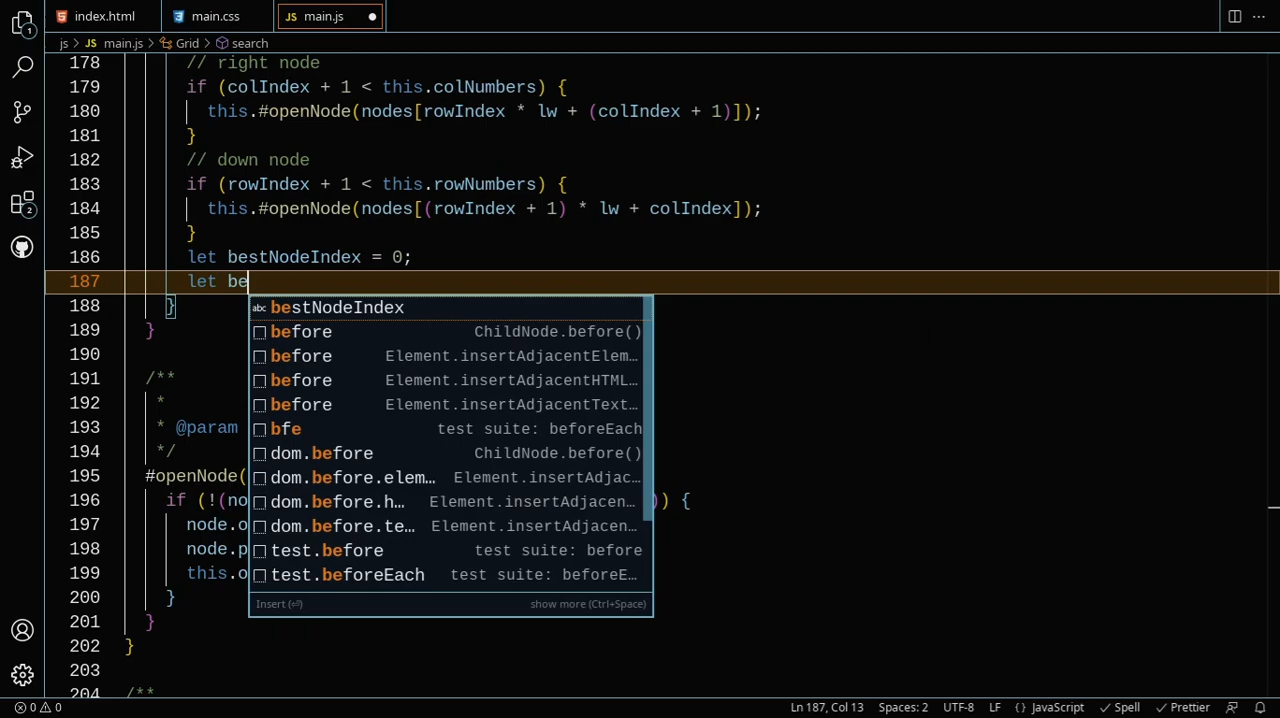 index.html
main.css
JS main.js
1
js > JS main.js > Grid > search
178 // right node
179 if (colIndex + 1 < this.colNumbers) {
180 this.#openNode(nodes[rowIndex * lw + (colIndex + 1)]);
181 }
182 // down node
183 if (rowIndex + 1 < this.rowNumbers) {
184 this.#openNode(nodes[(rowIndex + 1) * lw + colIndex]);
185 }
186 let bestNodeIndex = 0;
187 let be
188 }
189 }
190
191 /**
192 *
193 * @param
194 */
195 #openNode(
196 if (!(no )) {
197 node.o
198 node.p
199 this.o
200 }
201 }
202 }
203
204 /**
2
abc bestNodeIndex
before ChildNode.before()
before Element.insertAdjacentElem…
before Element.insertAdjacentHTML…
before Element.insertAdjacentText…
bfe test suite: beforeEach
dom.before ChildNode.before()
dom.before.elem… Element.insertAdjac…
dom.before.h… Element.insertAdjacen…
dom.before.te… Element.insertAdjacen…
test.before test suite: before
test.beforeEach test suite: beforeE…
Insert (⏎) show more (Ctrl+Space)
0 0 Ln 187, Col 13 Spaces: 2 UTF-8 LF {} JavaScript Spell Prettier